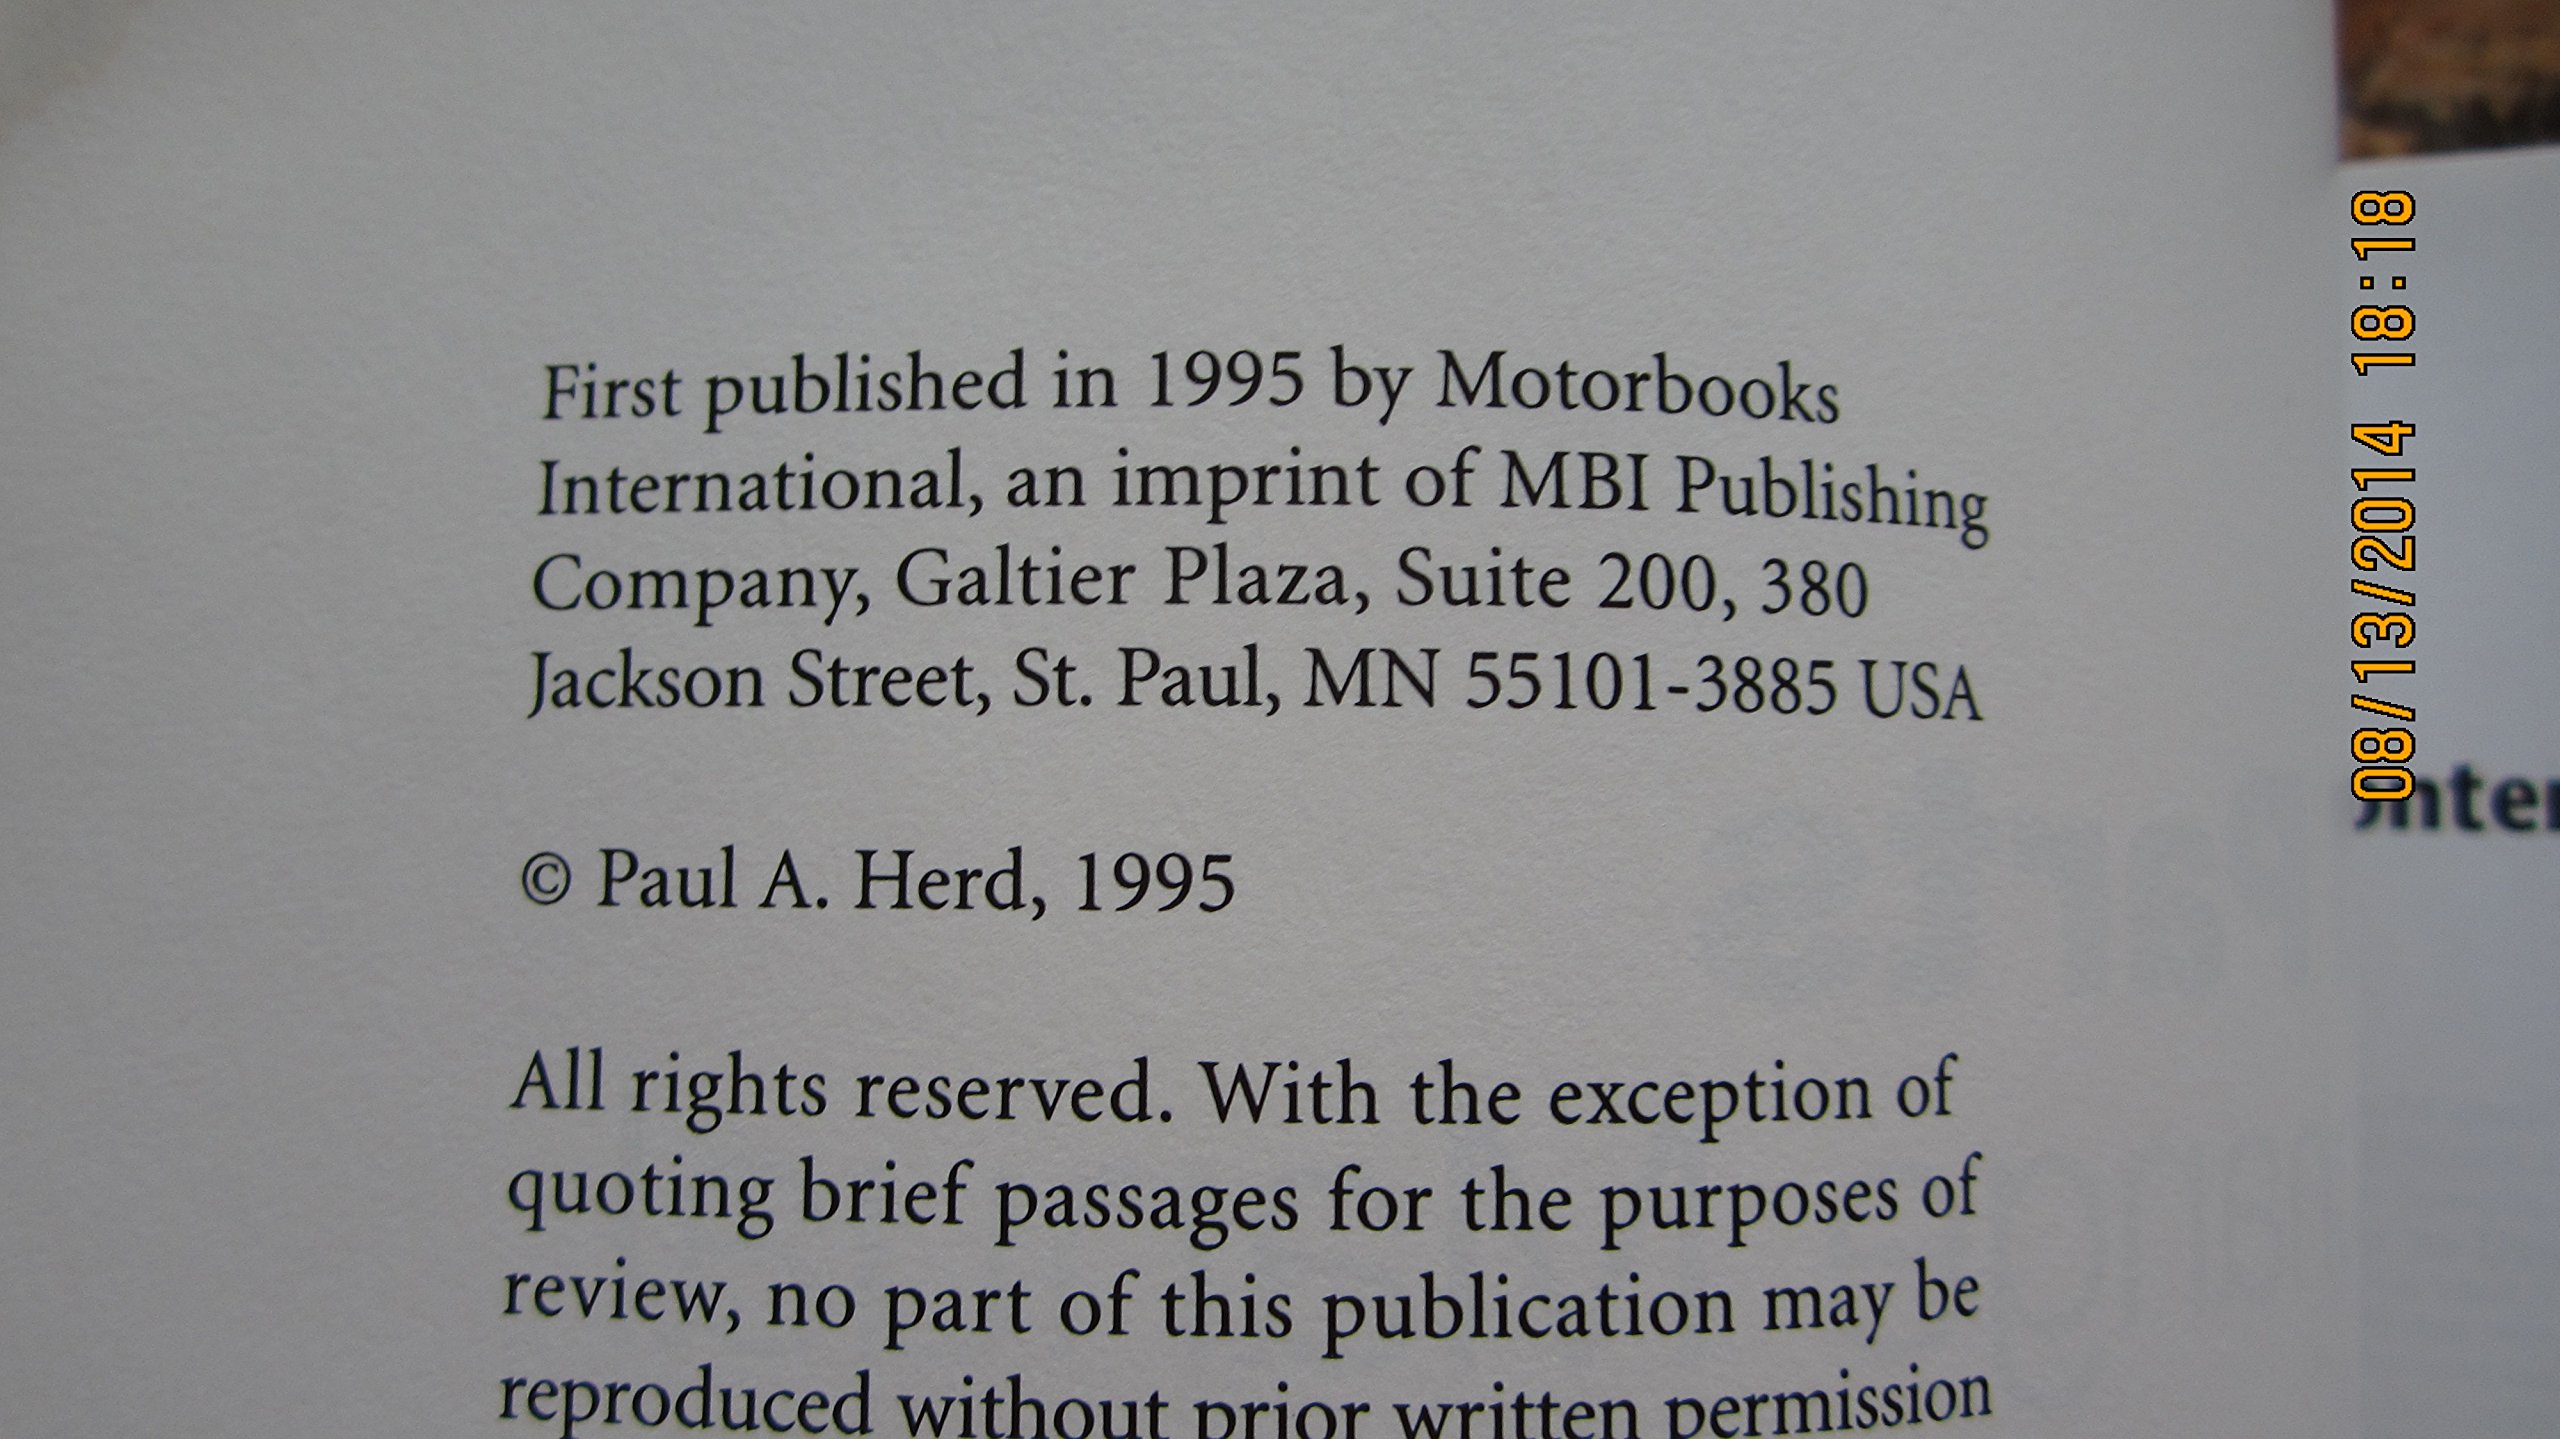 First published in 1995 by Motorbooks
International, an imprint of MBI Publishing
Company, Galtier Plaza, Suite 200, 380
Jackson Street, St. Paul, MN 55101-3885 USA
© Paul A. Herd, 1995
All rights reserved. With the exception of
quoting brief passages for the purposes of
review, no part of this publication may be
reproduced without prior written permission
08/13/2014 18:18